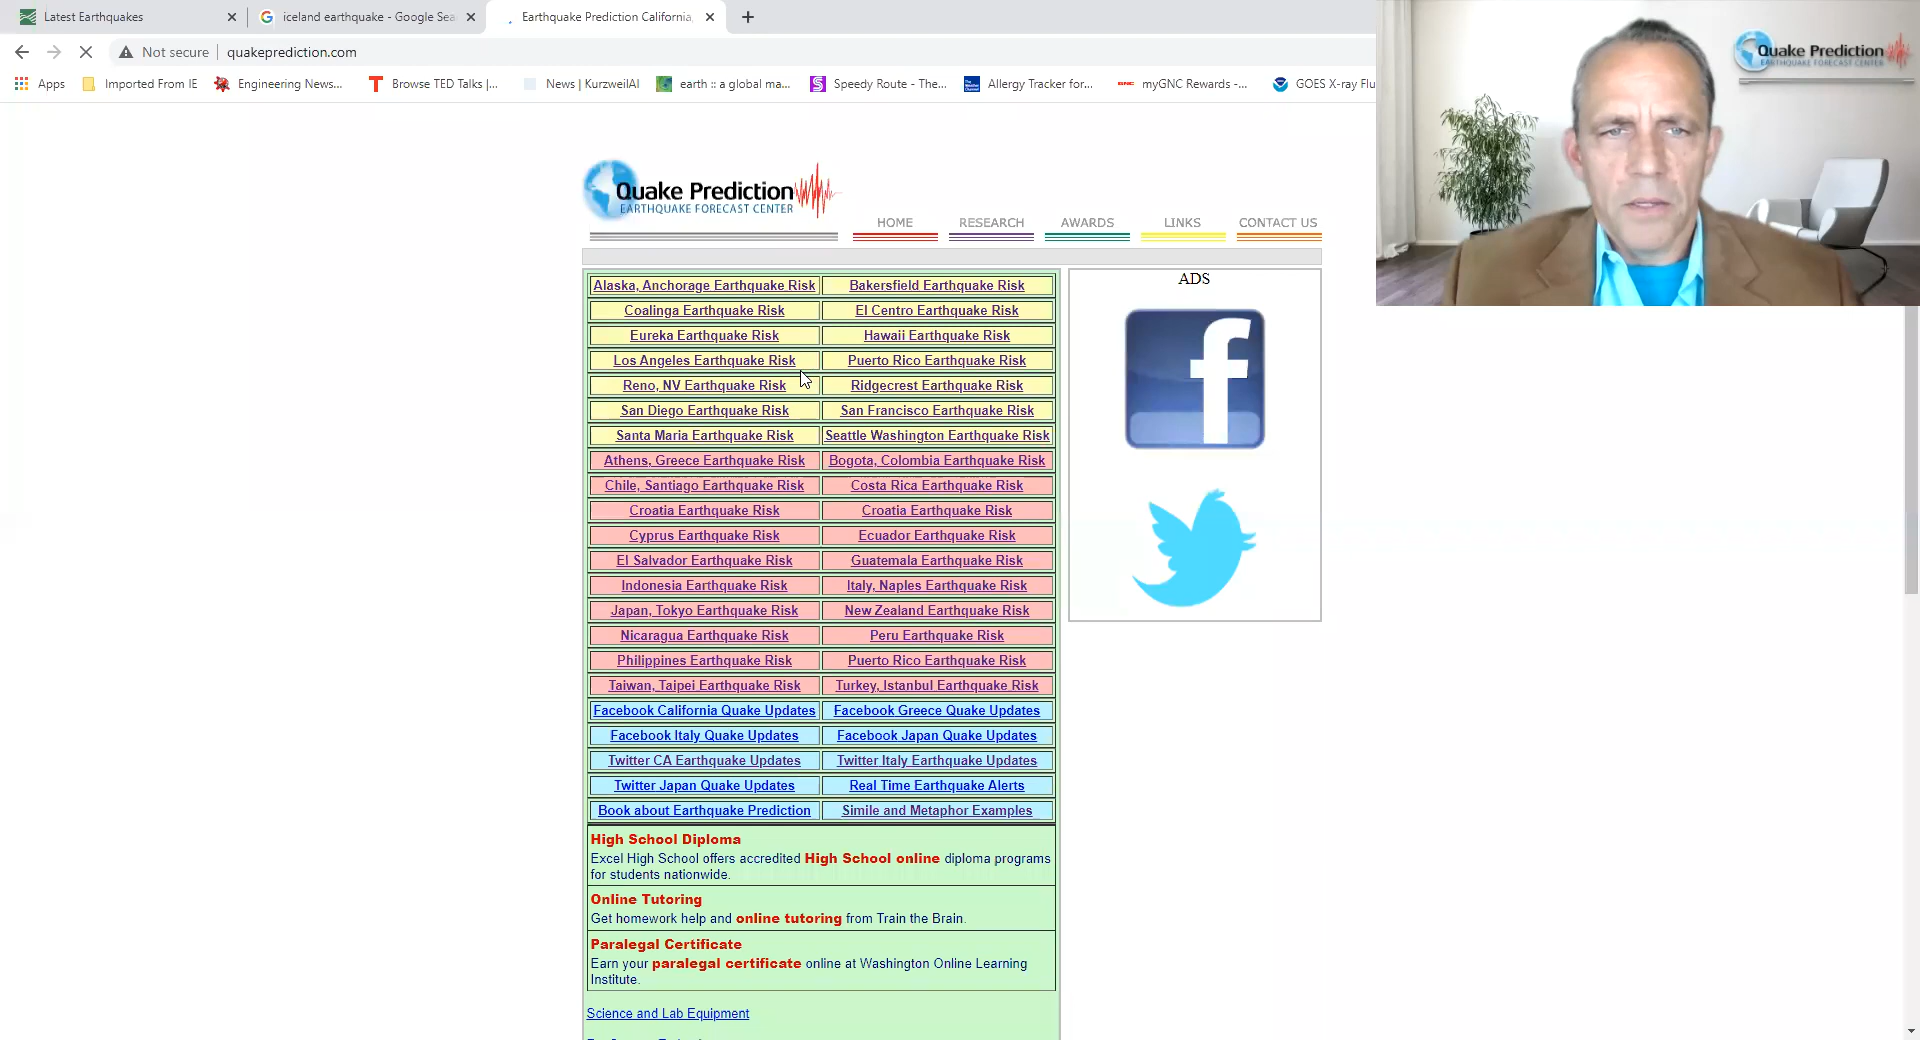 Latest Earthquakes
iceland earthquake - Google Sea
Earthquake Prediction California,
Not secure
quakeprediction.com
Apps
Imported From IE
Engineering News...
Browse TED Talks |...
News | KurzweilAI
earth :: a global ma...
Speedy Route - The...
Allergy Tracker for...
myGNC Rewards -...
GOES X-ray Flu
Quake Prediction
EARTHQUAKE FORECAST CENTER
Quake Prediction
EARTHQUAKE FORECAST CENTER
HOME
RESEARCH
AWARDS
LINKS
CONTACT US
Alaska, Anchorage Earthquake Risk
Bakersfield Earthquake Risk
Coalinga Earthquake Risk
El Centro Earthquake Risk
Eureka Earthquake Risk
Hawaii Earthquake Risk
Los Angeles Earthquake Risk
Puerto Rico Earthquake Risk
Reno, NV Earthquake Risk
Ridgecrest Earthquake Risk
San Diego Earthquake Risk
San Francisco Earthquake Risk
Santa Maria Earthquake Risk
Seattle Washington Earthquake Risk
Athens, Greece Earthquake Risk
Bogota, Colombia Earthquake Risk
Chile, Santiago Earthquake Risk
Costa Rica Earthquake Risk
Croatia Earthquake Risk
Croatia Earthquake Risk
Cyprus Earthquake Risk
Ecuador Earthquake Risk
El Salvador Earthquake Risk
Guatemala Earthquake Risk
Indonesia Earthquake Risk
Italy, Naples Earthquake Risk
Japan, Tokyo Earthquake Risk
New Zealand Earthquake Risk
Nicaragua Earthquake Risk
Peru Earthquake Risk
Philippines Earthquake Risk
Puerto Rico Earthquake Risk
Taiwan, Taipei Earthquake Risk
Turkey, Istanbul Earthquake Risk
Facebook California Quake Updates
Facebook Greece Quake Updates
Facebook Italy Quake Updates
Facebook Japan Quake Updates
Twitter CA Earthquake Updates
Twitter Italy Earthquake Updates
Twitter Japan Quake Updates
Real Time Earthquake Alerts
Book about Earthquake Prediction
Simile and Metaphor Examples
High School Diploma
Excel High School offers accredited High School online diploma programs
for students nationwide.
Online Tutoring
Get homework help and online tutoring from Train the Brain.
Paralegal Certificate
Earn your paralegal certificate online at Washington Online Learning
Institute.
Science and Lab Equipment
ADS